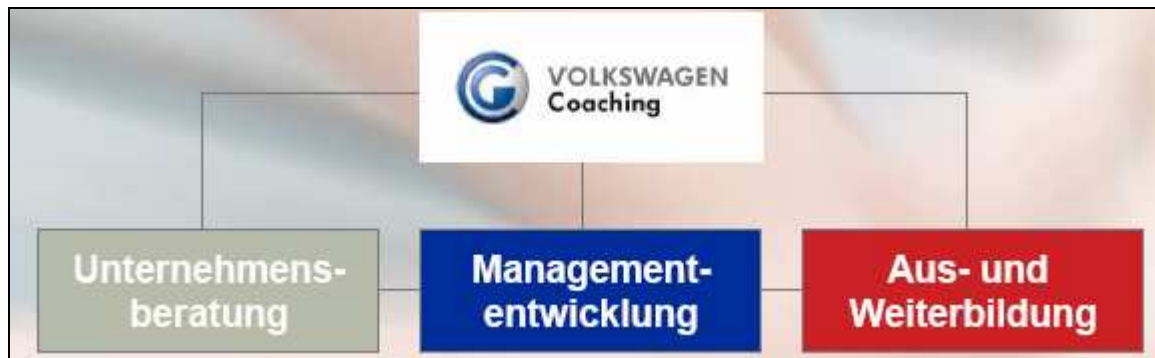 VOLKSWAGEN
Coaching
Unternehmens-
beratung
Management-
entwicklung
Aus- und
Weiterbildung